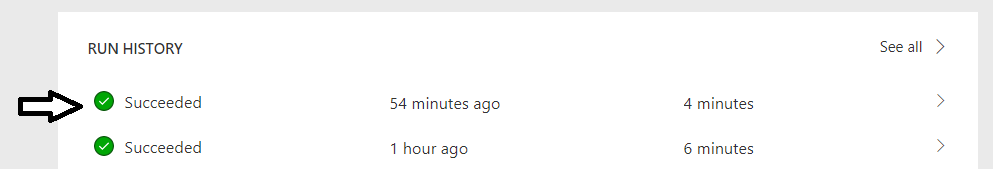 RUN HISTORY See all
Succeeded 54 minutes ago 4 minutes
Succeeded 1 hour ago 6 minutes